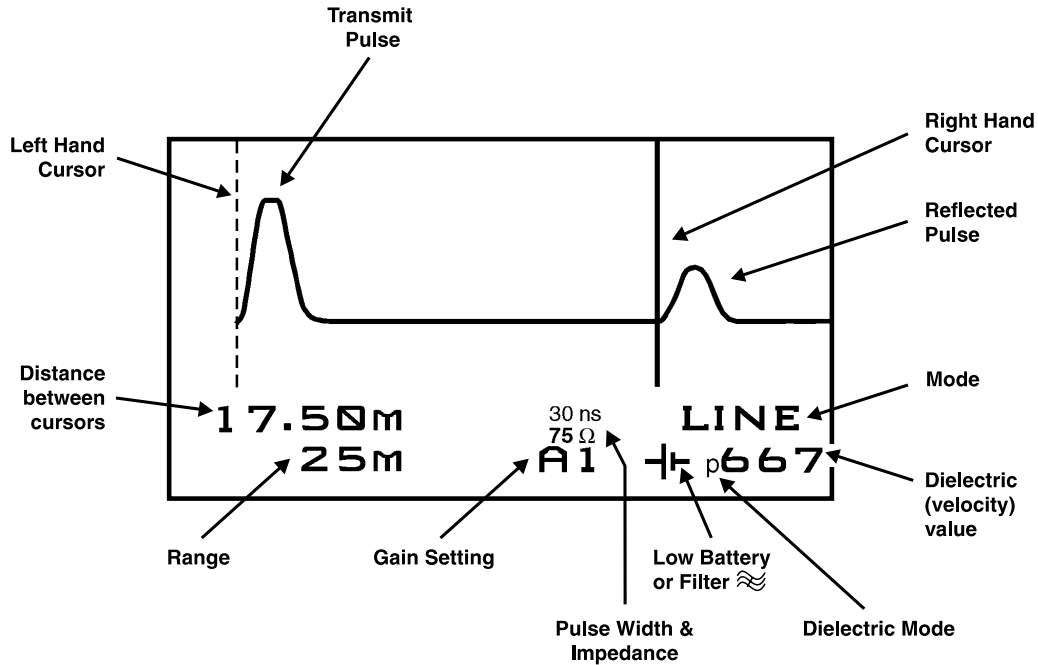 Transmit
Pulse
Left Hand
Cursor
Right Hand
Cursor
Reflected
Pulse
Distance
between
cursors
17.50m
30 ns
75 Ω
LINE
Mode
25m
A1
p667
Dielectric
(velocity)
value
Range
Gain Setting
Low Battery
or Filter
Pulse Width &
Impedance
Dielectric Mode